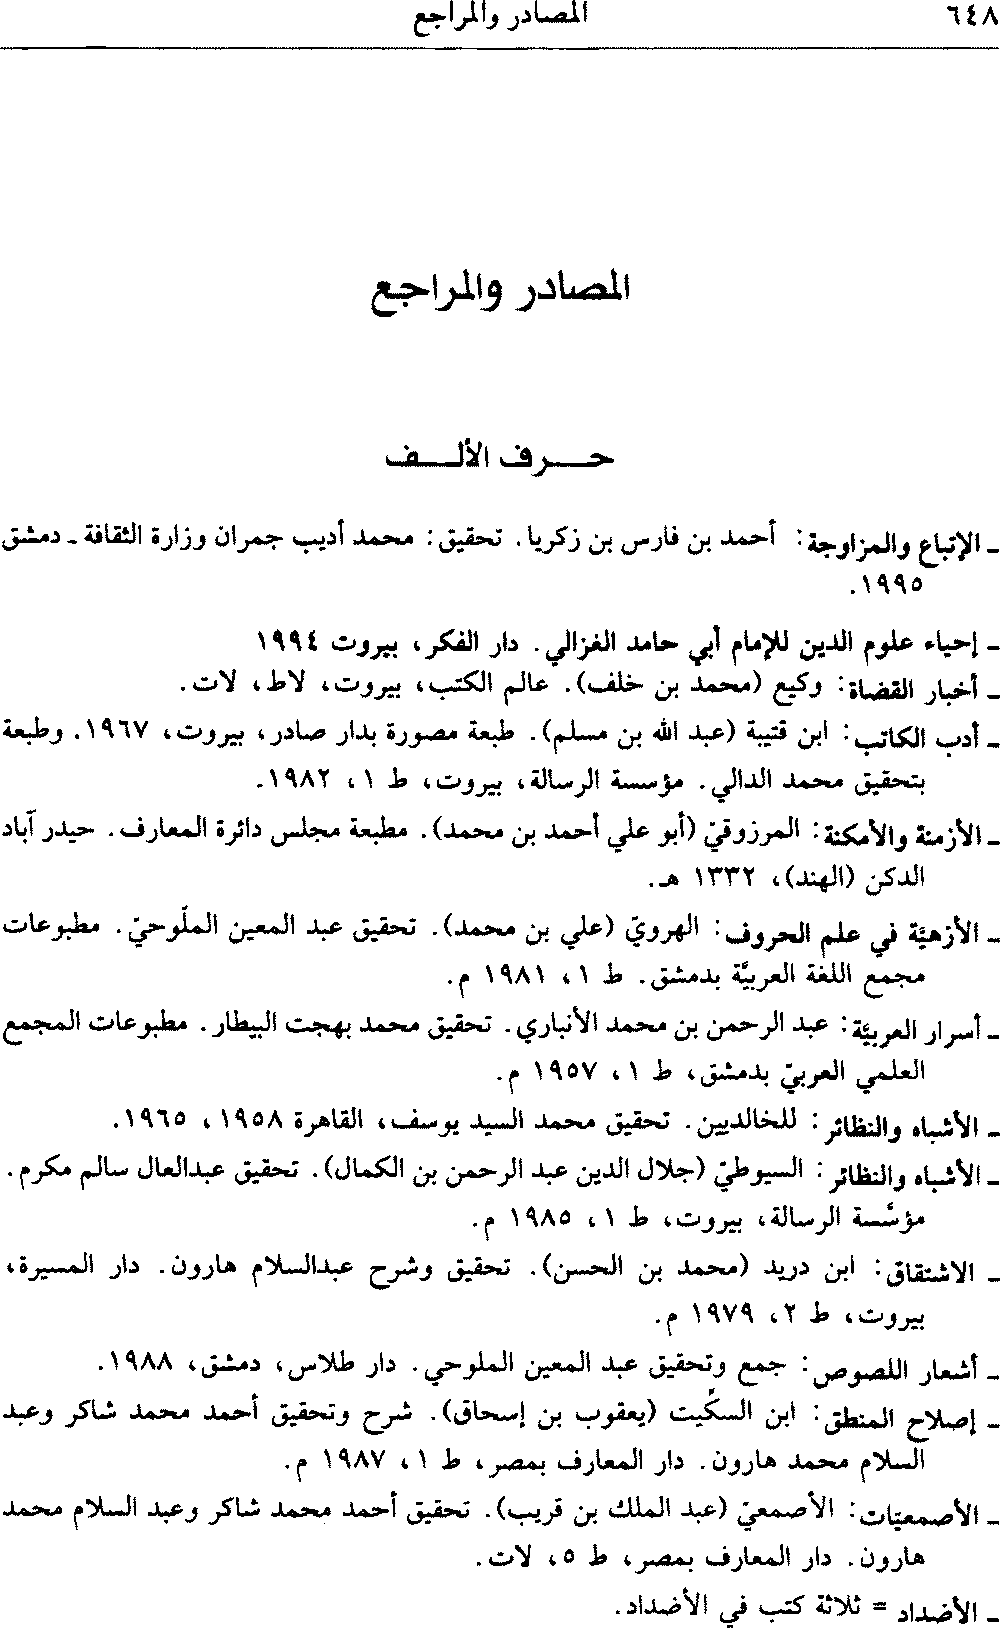 ٦٤٨ المصادر والمراجع
المصادر والمراجع
حـــرف الألـــف
ـ الإتباع والمزاوجة: أحمد بن فارس بن زكريا. تحقيق: محمد أديب جمران وزارة الثقافة ـ دمشق
١٩٩٥.
ـ إحياء علوم الدين للإمام أبي حامد الغزالي. دار الفكر، بيروت ١٩٩٤
ـ أخبار القضاة: وكيع (محمد بن خلف). عالم الكتب، بيروت، لاط، لات.
ـ أدب الكاتب: ابن قتيبة (عبد الله بن مسلم). طبعة مصورة بدار صادر، بيروت، ١٩٦٧. وطبعة
بتحقيق محمد الدالي. مؤسسة الرسالة، بيروت، ط ١، ١٩٨٢.
ـ الأزمنة والأمكنة: المرزوقيّ (أبو علي أحمد بن محمد). مطبعة مجلس دائرة المعارف. حيدر آباد
الدكن (الهند)، ١٣٣٢ هـ.
ـ الأزهيَّة في علم الحروف: الهرويّ (علي بن محمد). تحقيق عبد المعين الملّوحيّ. مطبوعات
مجمع اللغة العربيَّة بدمشق. ط ١، ١٩٨١ م.
ـ أسرار العربيَّة: عبد الرحمن بن محمد الأنباري. تحقيق محمد بهجت البيطار. مطبوعات المجمع
العلمي العربيّ بدمشق، ط ١، ١٩٥٧ م.
ـ الأشباه والنظائر: للخالديين. تحقيق محمد السيد يوسف، القاهرة ١٩٥٨، ١٩٦٥.
ـ الأشباه والنظائر: السيوطيّ (جلال الدين عبد الرحمن بن الكمال). تحقيق عبدالعال سالم مكرم.
مؤسَّسة الرسالة، بيروت، ط ١، ١٩٨٥ م.
ـ الاشتقاق: ابن دريد (محمد بن الحسن). تحقيق وشرح عبدالسلام هارون. دار المسيرة،
بيروت، ط ٢، ١٩٧٩ م.
ـ أشعار اللصوص: جمع وتحقيق عبد المعين الملوحي. دار طلاس، دمشق، ١٩٨٨.
ـ إصلاح المنطق: ابن السكِّيت (يعقوب بن إسحاق). شرح وتحقيق أحمد محمد شاكر وعبد
السلام محمد هارون. دار المعارف بمصر، ط ١، ١٩٨٧ م.
ـ الأصمعيّات: الأصمعيّ (عبد الملك بن قريب). تحقيق أحمد محمد شاكر وعبد السلام محمد
هارون. دار المعارف بمصر، ط ٥، لات.
ـ الأضداد = ثلاثة كتب في الأضداد.